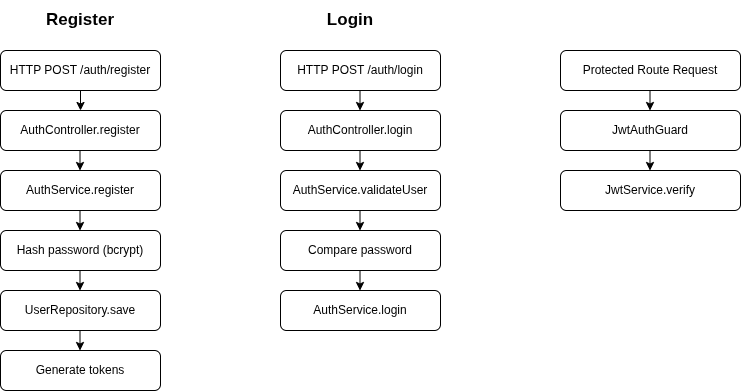 Register
HTTP POST /auth/register
AuthController.register
AuthService.register
Hash password (bcrypt)
UserRepository.save
Generate tokens
Login
HTTP POST /auth/login
AuthController.login
AuthService.validateUser
Compare password
AuthService.login
Protected Route Request
JwtAuthGuard
JwtService.verify